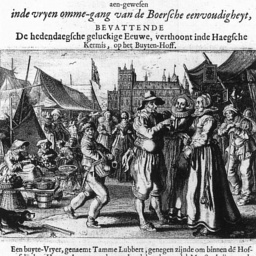 aen-gewesen
inde vryen omme-gang van de Boersche eenvoudigheyt,
BEVATTENDE
De hedendaegsche geluckige Eeuwe, verthoont inde Haegsche
Kermis, op het Buyten-Hoff.
Een buyte-Vryer, genaemt Tamme Lubbert, genegen zijnde om binnen dē Hof-